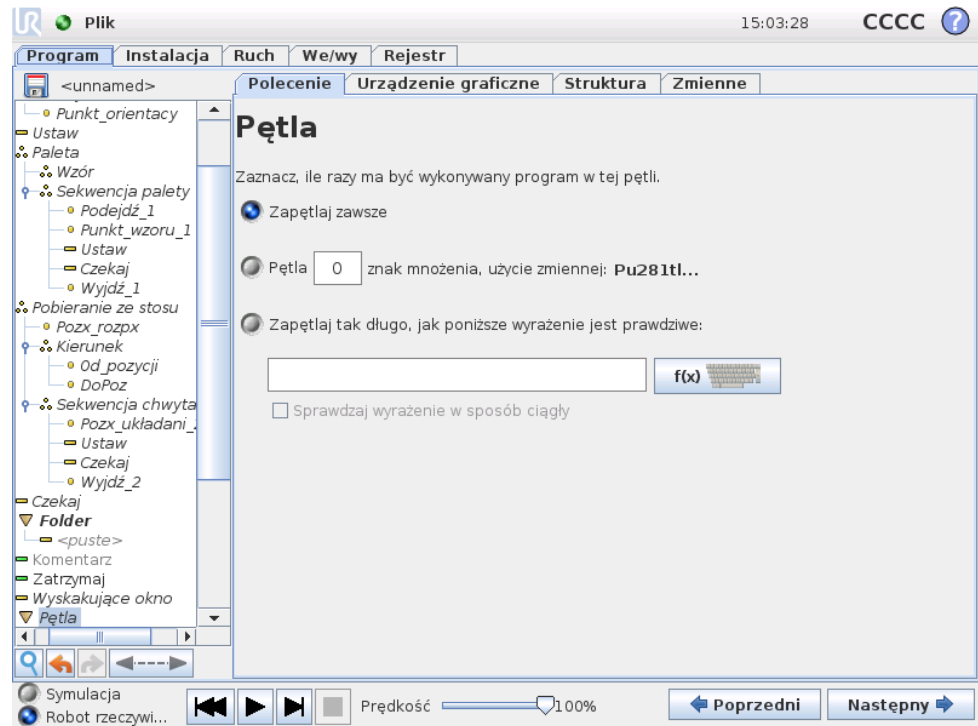 UR Plik 15:03:28 CCCC ?
Program Instalacja Ruch We/wy Rejestr
<unnamed>
Polecenie Urządzenie graficzne Struktura Zmienne
Punkt_orientacy
Ustaw
Paleta
Wzór
Sekwencja palety
Podejdź_1
Punkt_wzoru_1
Ustaw
Czekaj
Wyjdź_1
Pobieranie ze stosu
Pozx_rozpx
Kierunek
Od_pozycji
DoPoz
Sekwencja chwyta
Pozx_układani_2
Ustaw
Czekaj
Wyjdź_2
Czekaj
Folder
<puste>
Komentarz
Zatrzymaj
Wyskakujące okno
Pętla
Pętla
Zaznacz, ile razy ma być wykonywany program w tej pętli.
Zapętlaj zawsze
Pętla 0 znak mnożenia, użycie zmiennej: Pu281tl...
Zapętlaj tak długo, jak poniższe wyrażenie jest prawdziwe:
f(x)
Sprawdzaj wyrażenie w sposób ciągły
Symulacja
Robot rzeczywi...
Prędkość 100%
Poprzedni Następny